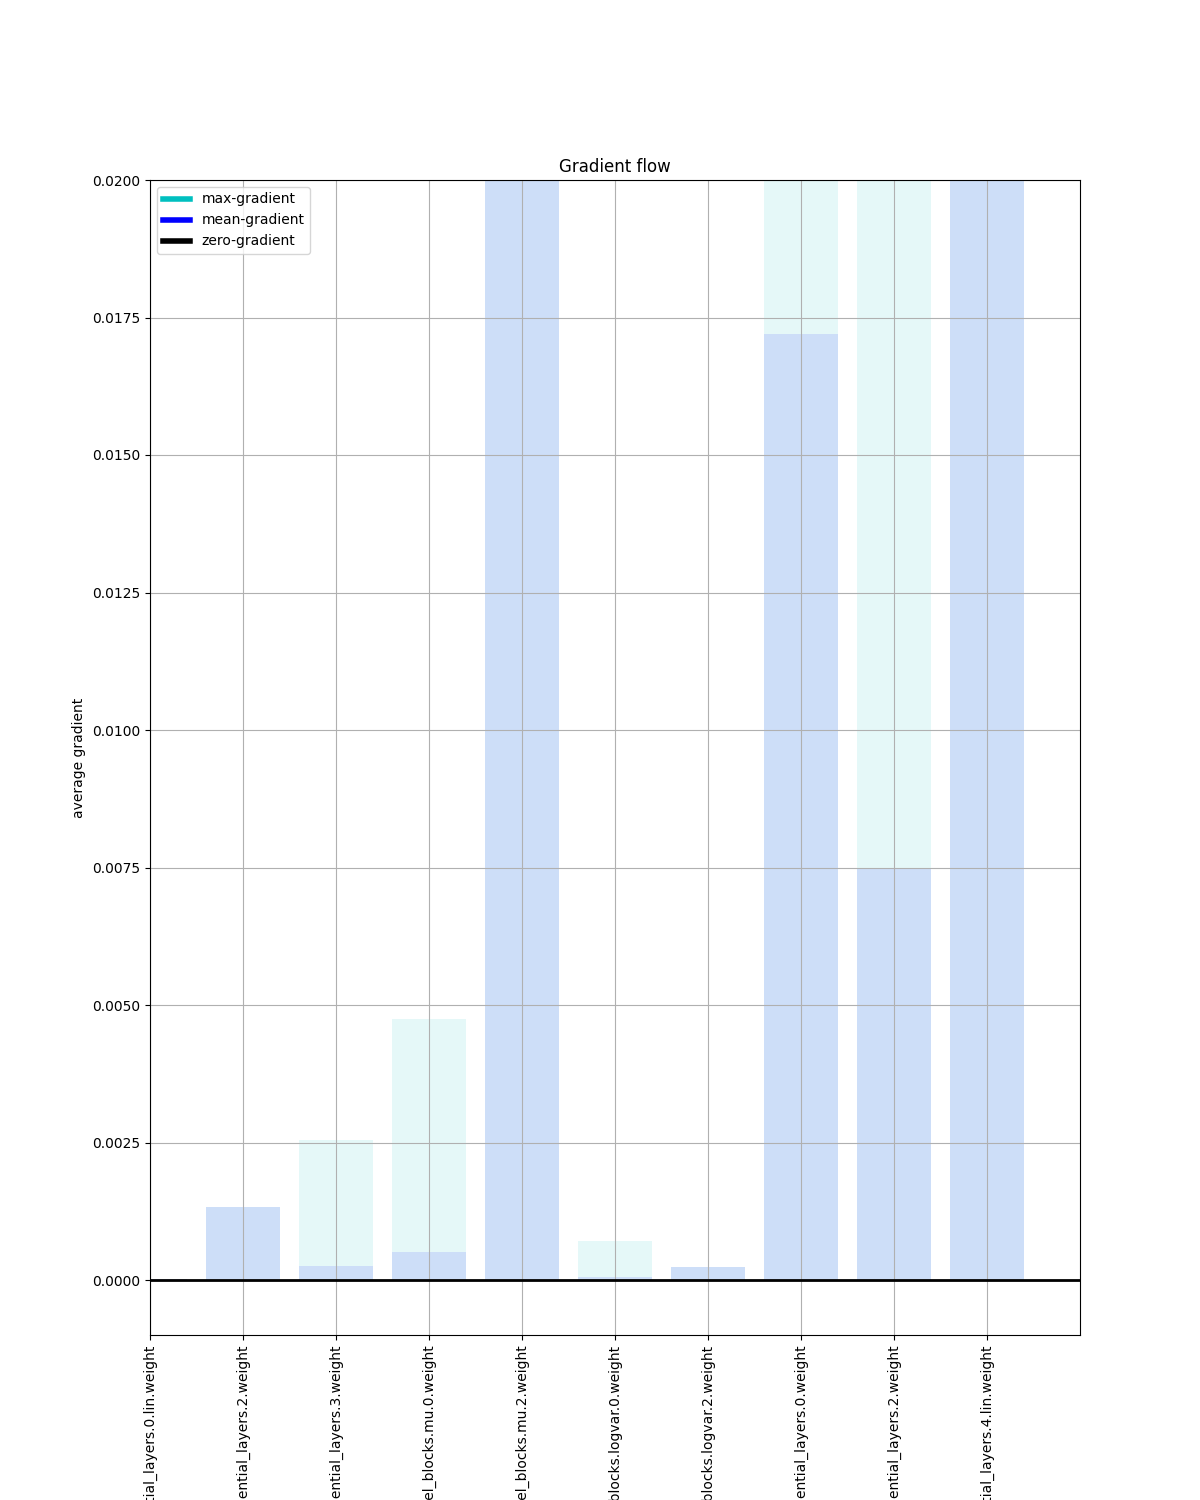 Gradient flow
max-gradient
mean-gradient
zero-gradient
0.0200
0.0175
0.0150
0.0125
0.0100
0.0075
0.0050
0.0025
0.0000
average gradient
tial_layers.0.lin.weight
ential_layers.2.weight
ential_layers.3.weight
el_blocks.mu.0.weight
el_blocks.mu.2.weight
blocks.logvar.0.weight
blocks.logvar.2.weight
ential_layers.0.weight
ential_layers.2.weight
tial_layers.4.lin.weight